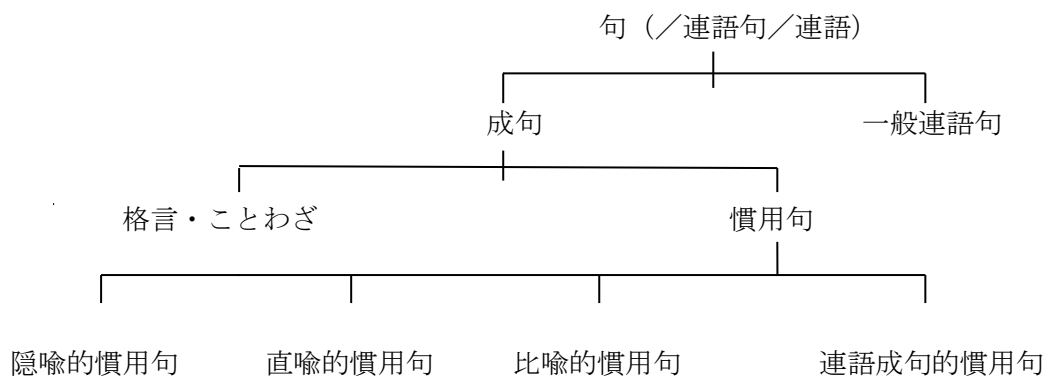 句（／連語句／連語）
成句 一般連語句
格言・ことわざ 慣用句
隠喩的慣用句 直喩的慣用句 比喩的慣用句 連語成句的慣用句